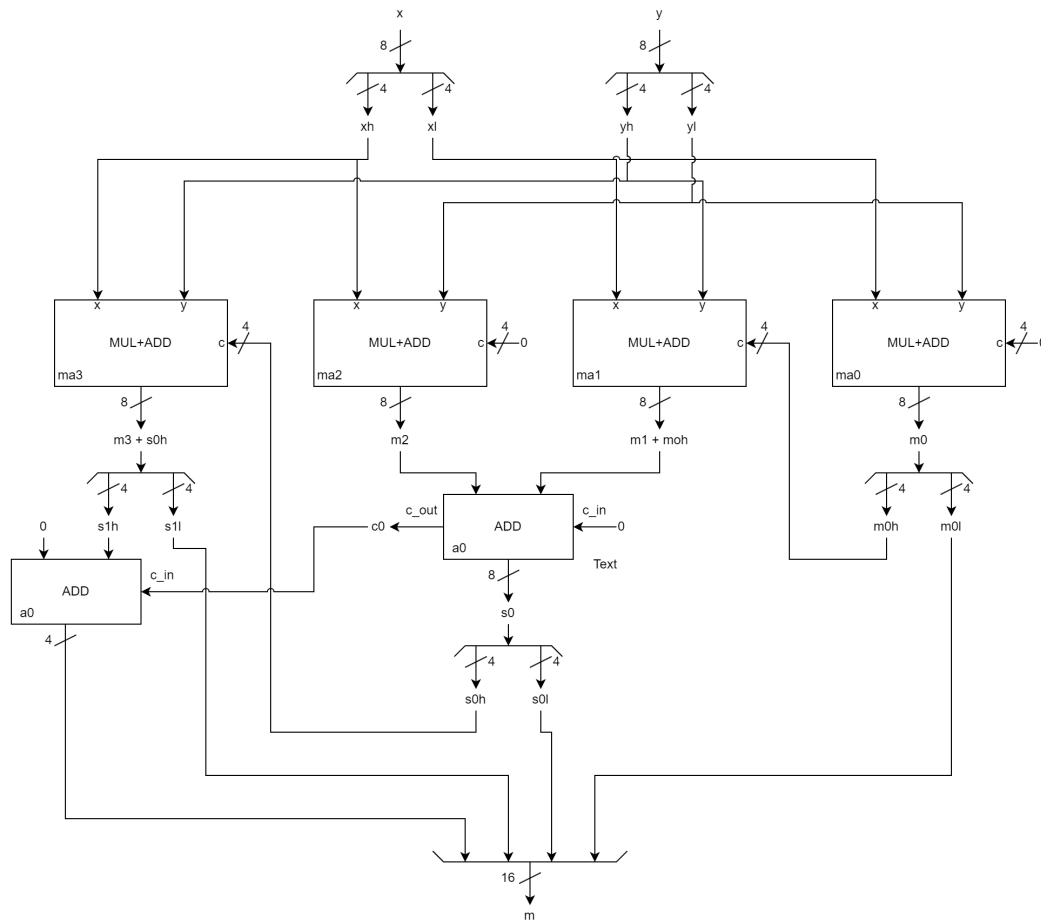 x y
8 8
4 4 4 4
xh xl yh yl
x y x y x y x y
4 4 4 4
MUL+ADD c MUL+ADD c 0 MUL+ADD c MUL+ADD c 0
ma3 ma2 ma1 ma0
8 8 8 8
m3 + s0h m2 m1 + moh m0
4 4 4 4
c_out c_in
0 s1h s1l c0 ADD 0 m0h m0l
a0
Text
c_in 8
ADD
a0 s0
4
4 4
s0h s0l
16
m